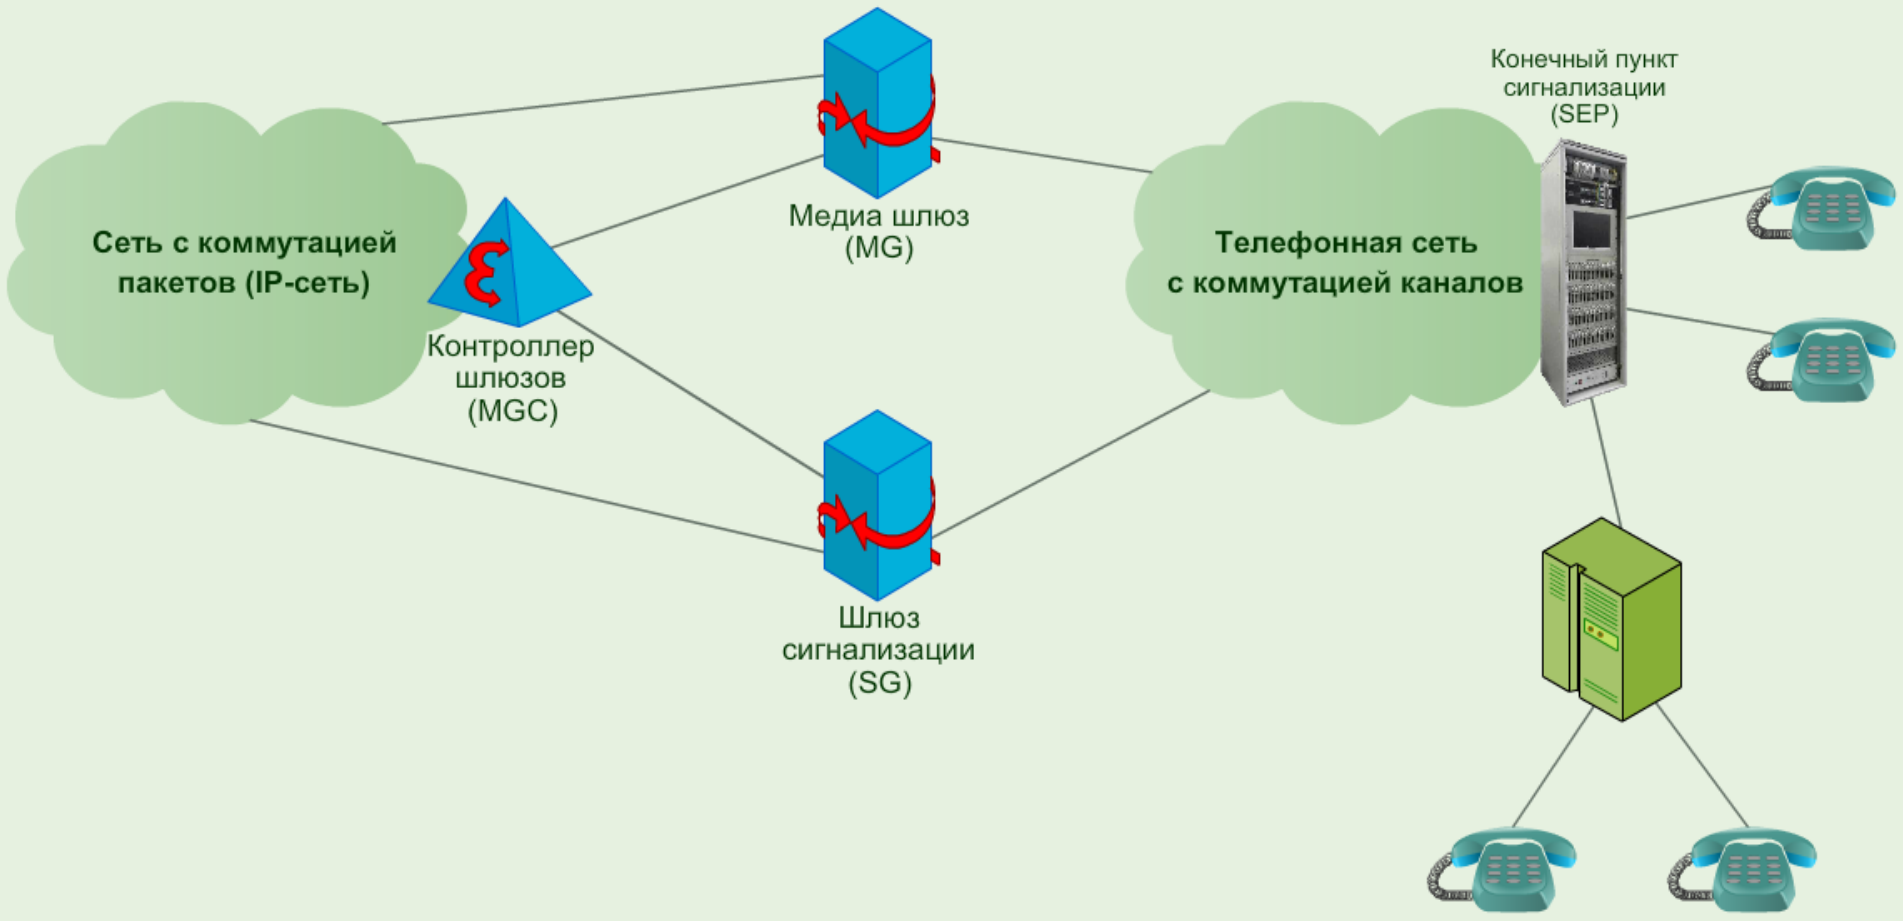 Конечный пункт
сигнализации
(SEP)
Медиа шлюз
(MG)
Сеть с коммутацией
пакетов (IP-сеть)
Телефонная сеть
с коммутацией каналов
Контроллер
шлюзов
(MGC)
Шлюз
сигнализации
(SG)